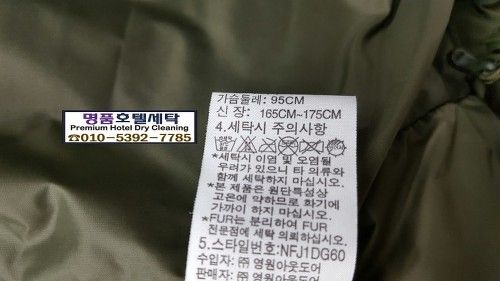 명품호텔세탁
Premium Hotel Dry Cleaning
☎010-5392-7785
가슴둘레: 95CM
신 장: 165CM~175CM
4.세탁시 주의사항
*세탁시 이염 및 오염될
우려가 있으니 타 의류와
함께 세탁하지 마십시오.
*본 제품은 원단특성상
고온에 약하므로 화기에
가까이 하지 마십시오.
*FUR는 분리하여 FUR
전문점에 세탁 의뢰하십시오.
5.스타일번호:NFJ1DG60
수입자: ㈜ 영원아웃도어
판매자: ㈜ 영원아웃도어